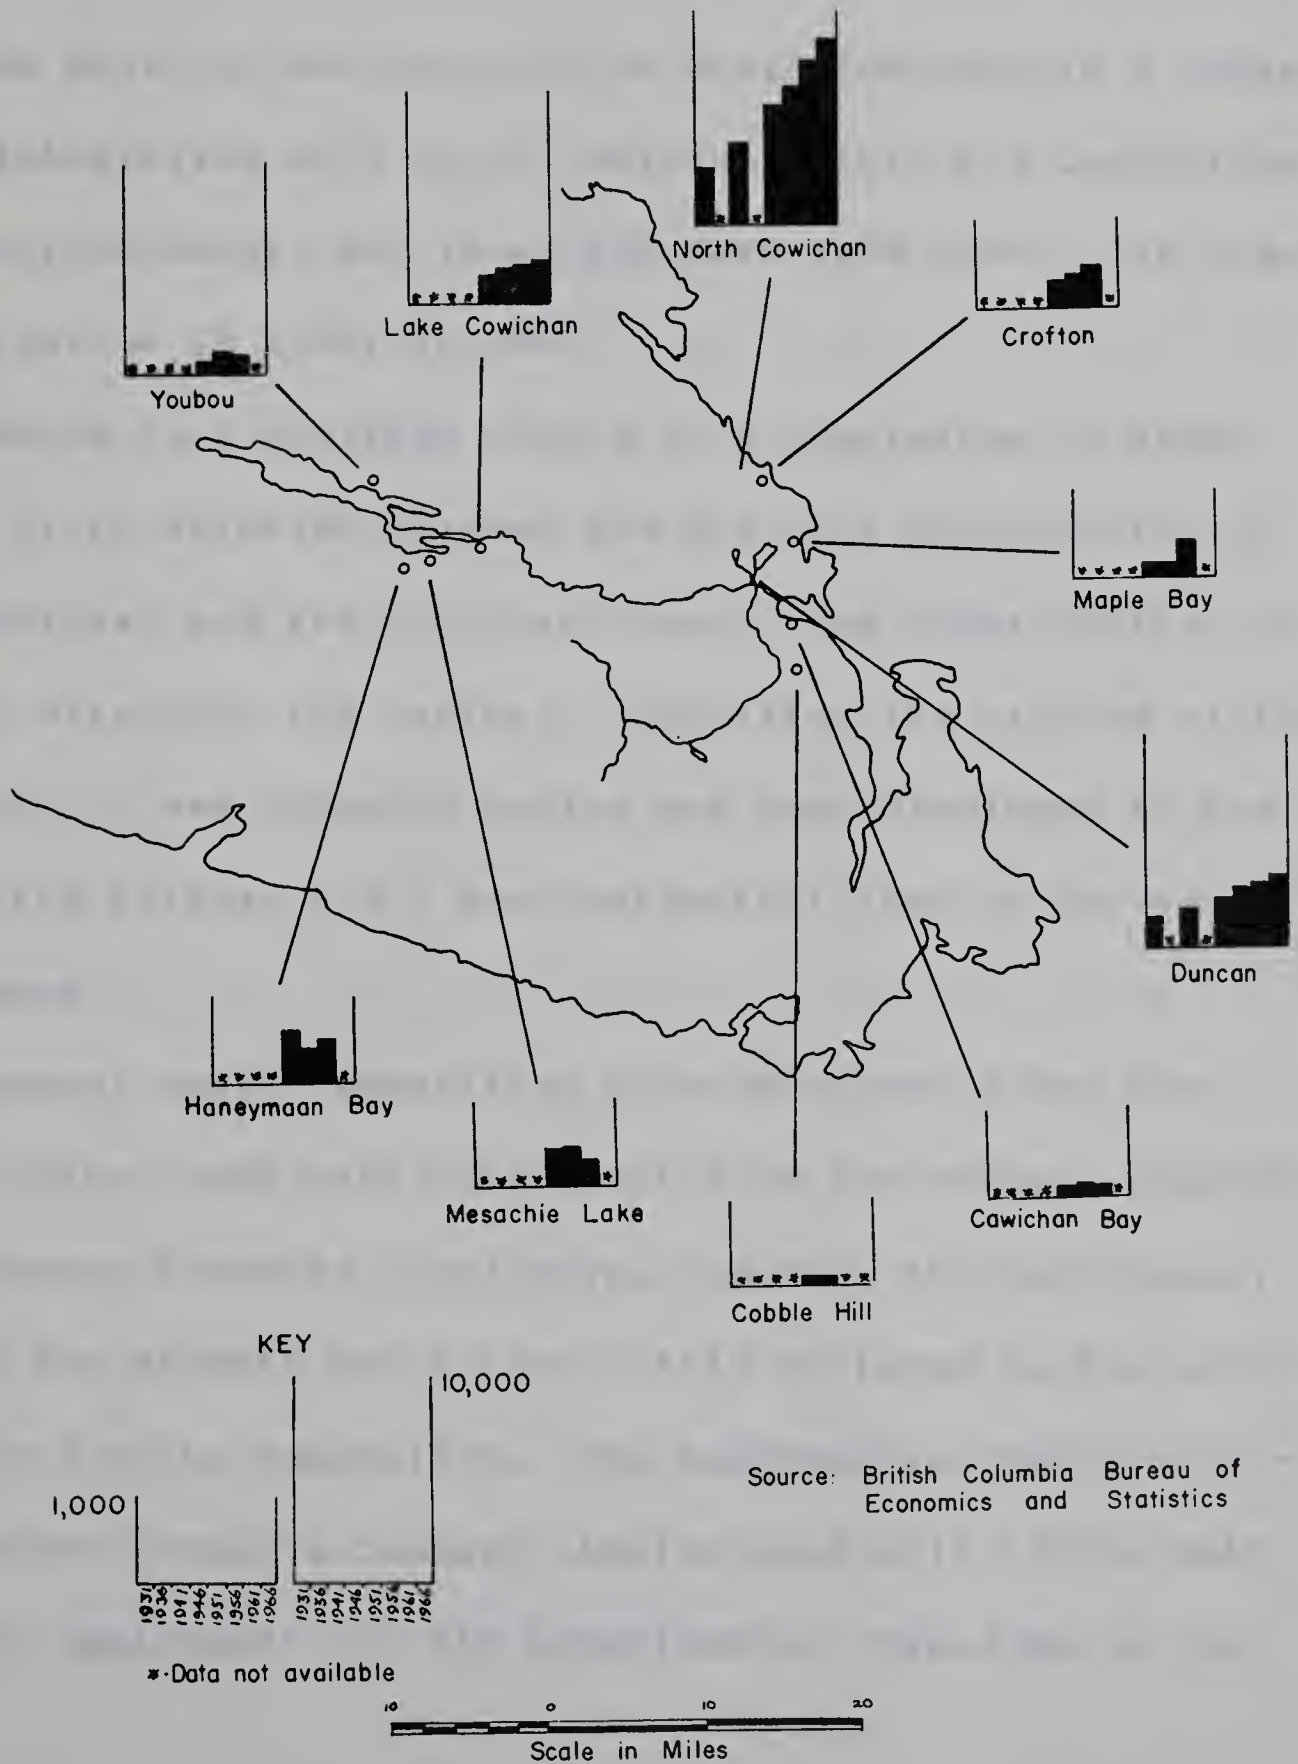 North Cowichan
Lake Cowichan
Crofton
Youbou
Maple Bay
Duncan
Haneymaan Bay
Mesachie Lake
Cawichan Bay
Cobble Hill
KEY
10,000
1,000
1931 1936 1941 1946 1951 1956 1961 1966
1931 1936 1941 1946 1951 1956 1961 1966
*·Data not available
Source: British Columbia Bureau of
Economics and Statistics
10 0 10 20
Scale in Miles